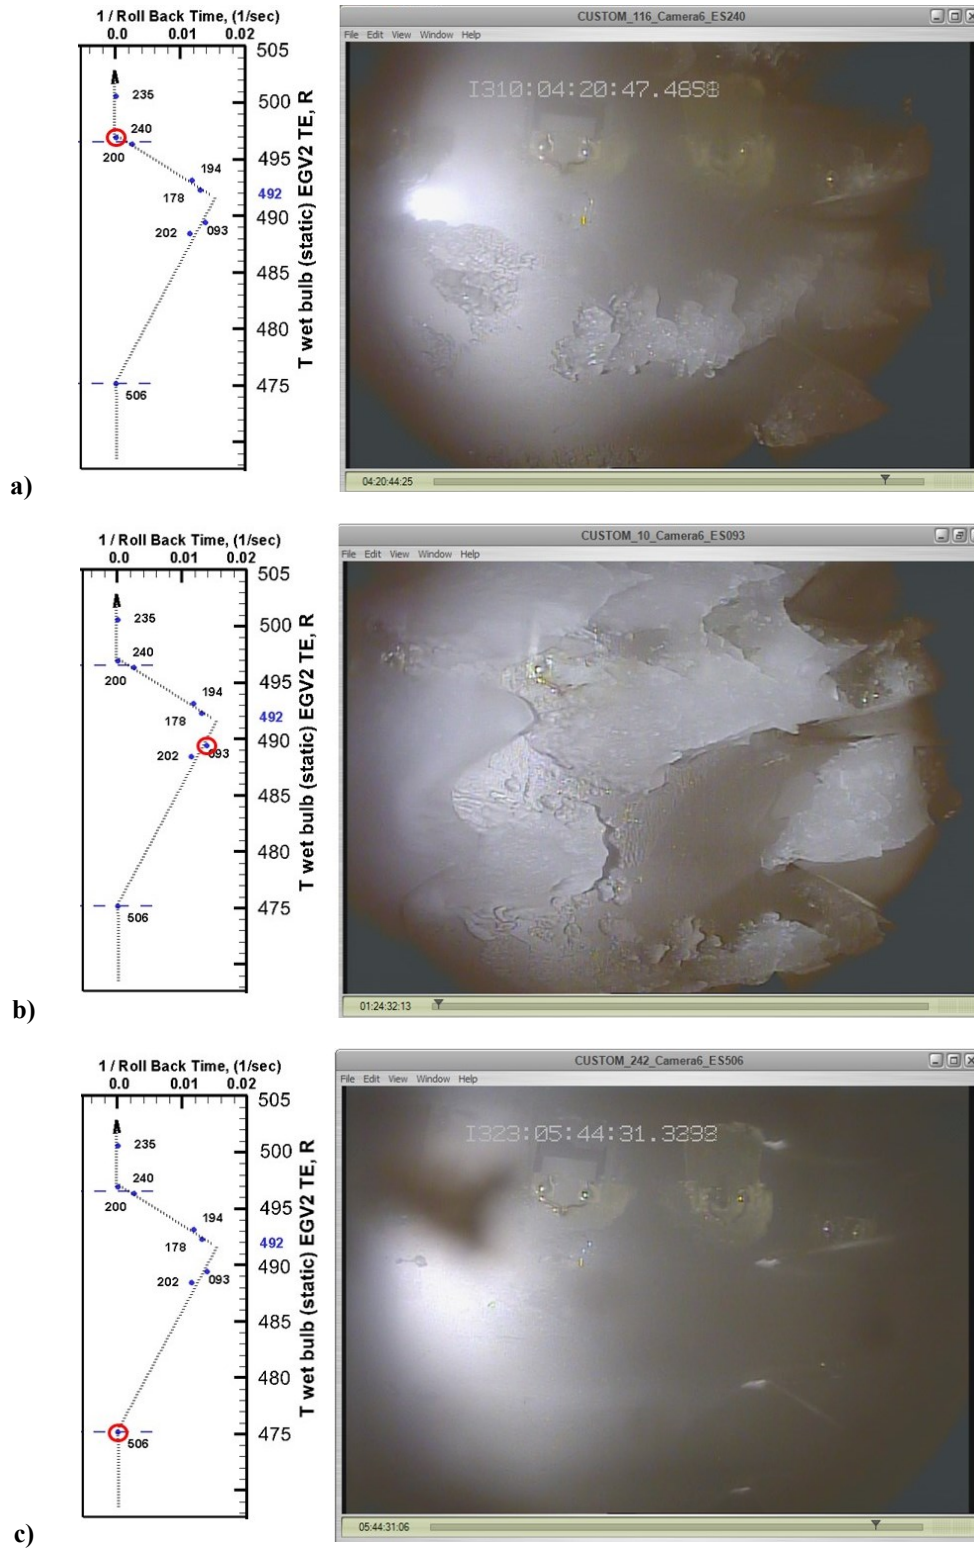 1 / Roll Back Time, (1/sec)
0.0 0.01 0.02
505
235
500
240
200
495
194
178
492
490
202
093
485
480
475
506
T wet bulb (static) EGV2 TE, R
CUSTOM_116_Camera6_ES240
File Edit View Window Help
I310:04:20:47.4658
04:20:44:25
a)
1 / Roll Back Time, (1/sec)
0.0 0.01 0.02
505
235
500
240
200
495
194
178
492
490
202
093
485
480
475
506
T wet bulb (static) EGV2 TE, R
CUSTOM_10_Camera6_ES093
File Edit View Window Help
01:24:32:13
b)
1 / Roll Back Time, (1/sec)
0.0 0.01 0.02
505
235
500
240
200
495
194
178
492
490
202
093
485
480
475
506
T wet bulb (static) EGV2 TE, R
CUSTOM_242_Camera6_ES506
File Edit View Window Help
I323:05:44:31.3298
05:44:31:06
c)